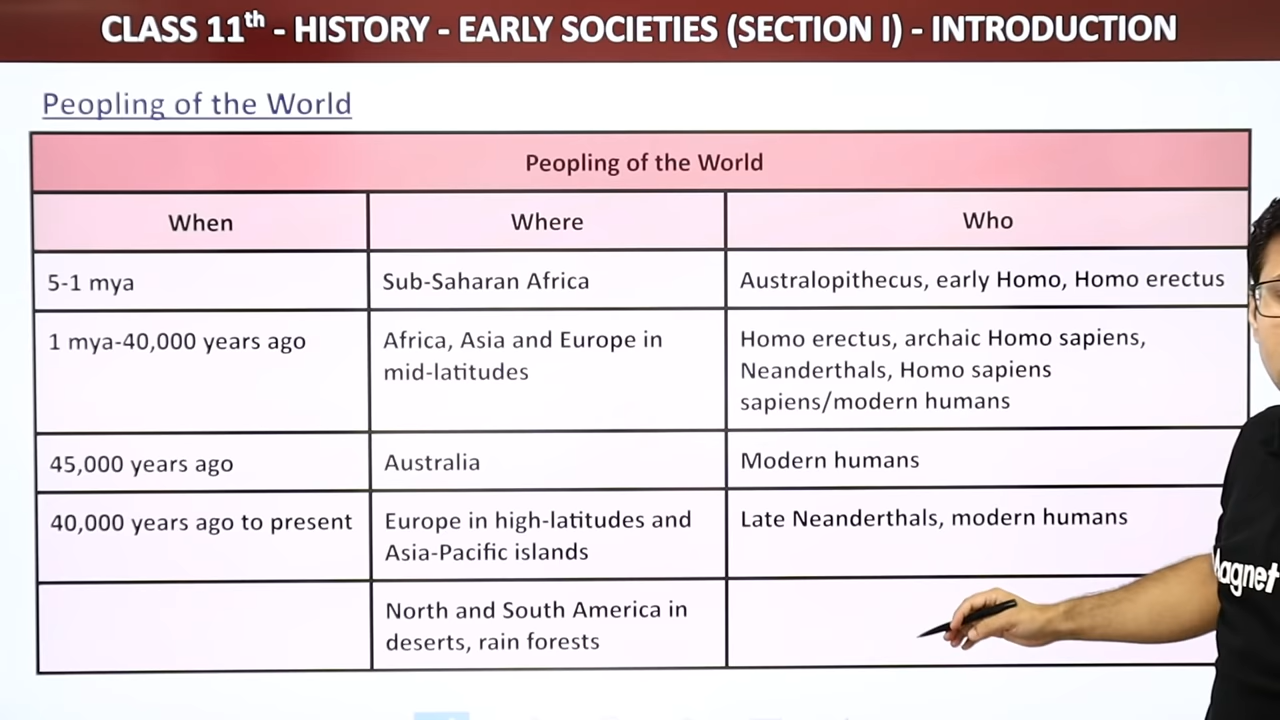 CLASS 11th - HISTORY - EARLY SOCIETIES (SECTION I) - INTRODUCTION
Peopling of the World
Peopling of the World
When Where Who
5-1 mya Sub-Saharan Africa Australopithecus, early Homo, Homo erectus
1 mya-40,000 years ago
Africa, Asia and Europe in
mid-latitudes
Homo erectus, archaic Homo sapiens,
Neanderthals, Homo sapiens
sapiens/modern humans
45,000 years ago Australia Modern humans
40,000 years ago to present
Europe in high-latitudes and
Asia-Pacific islands
Late Neanderthals, modern humans
North and South America in
deserts, rain forests
Magnet